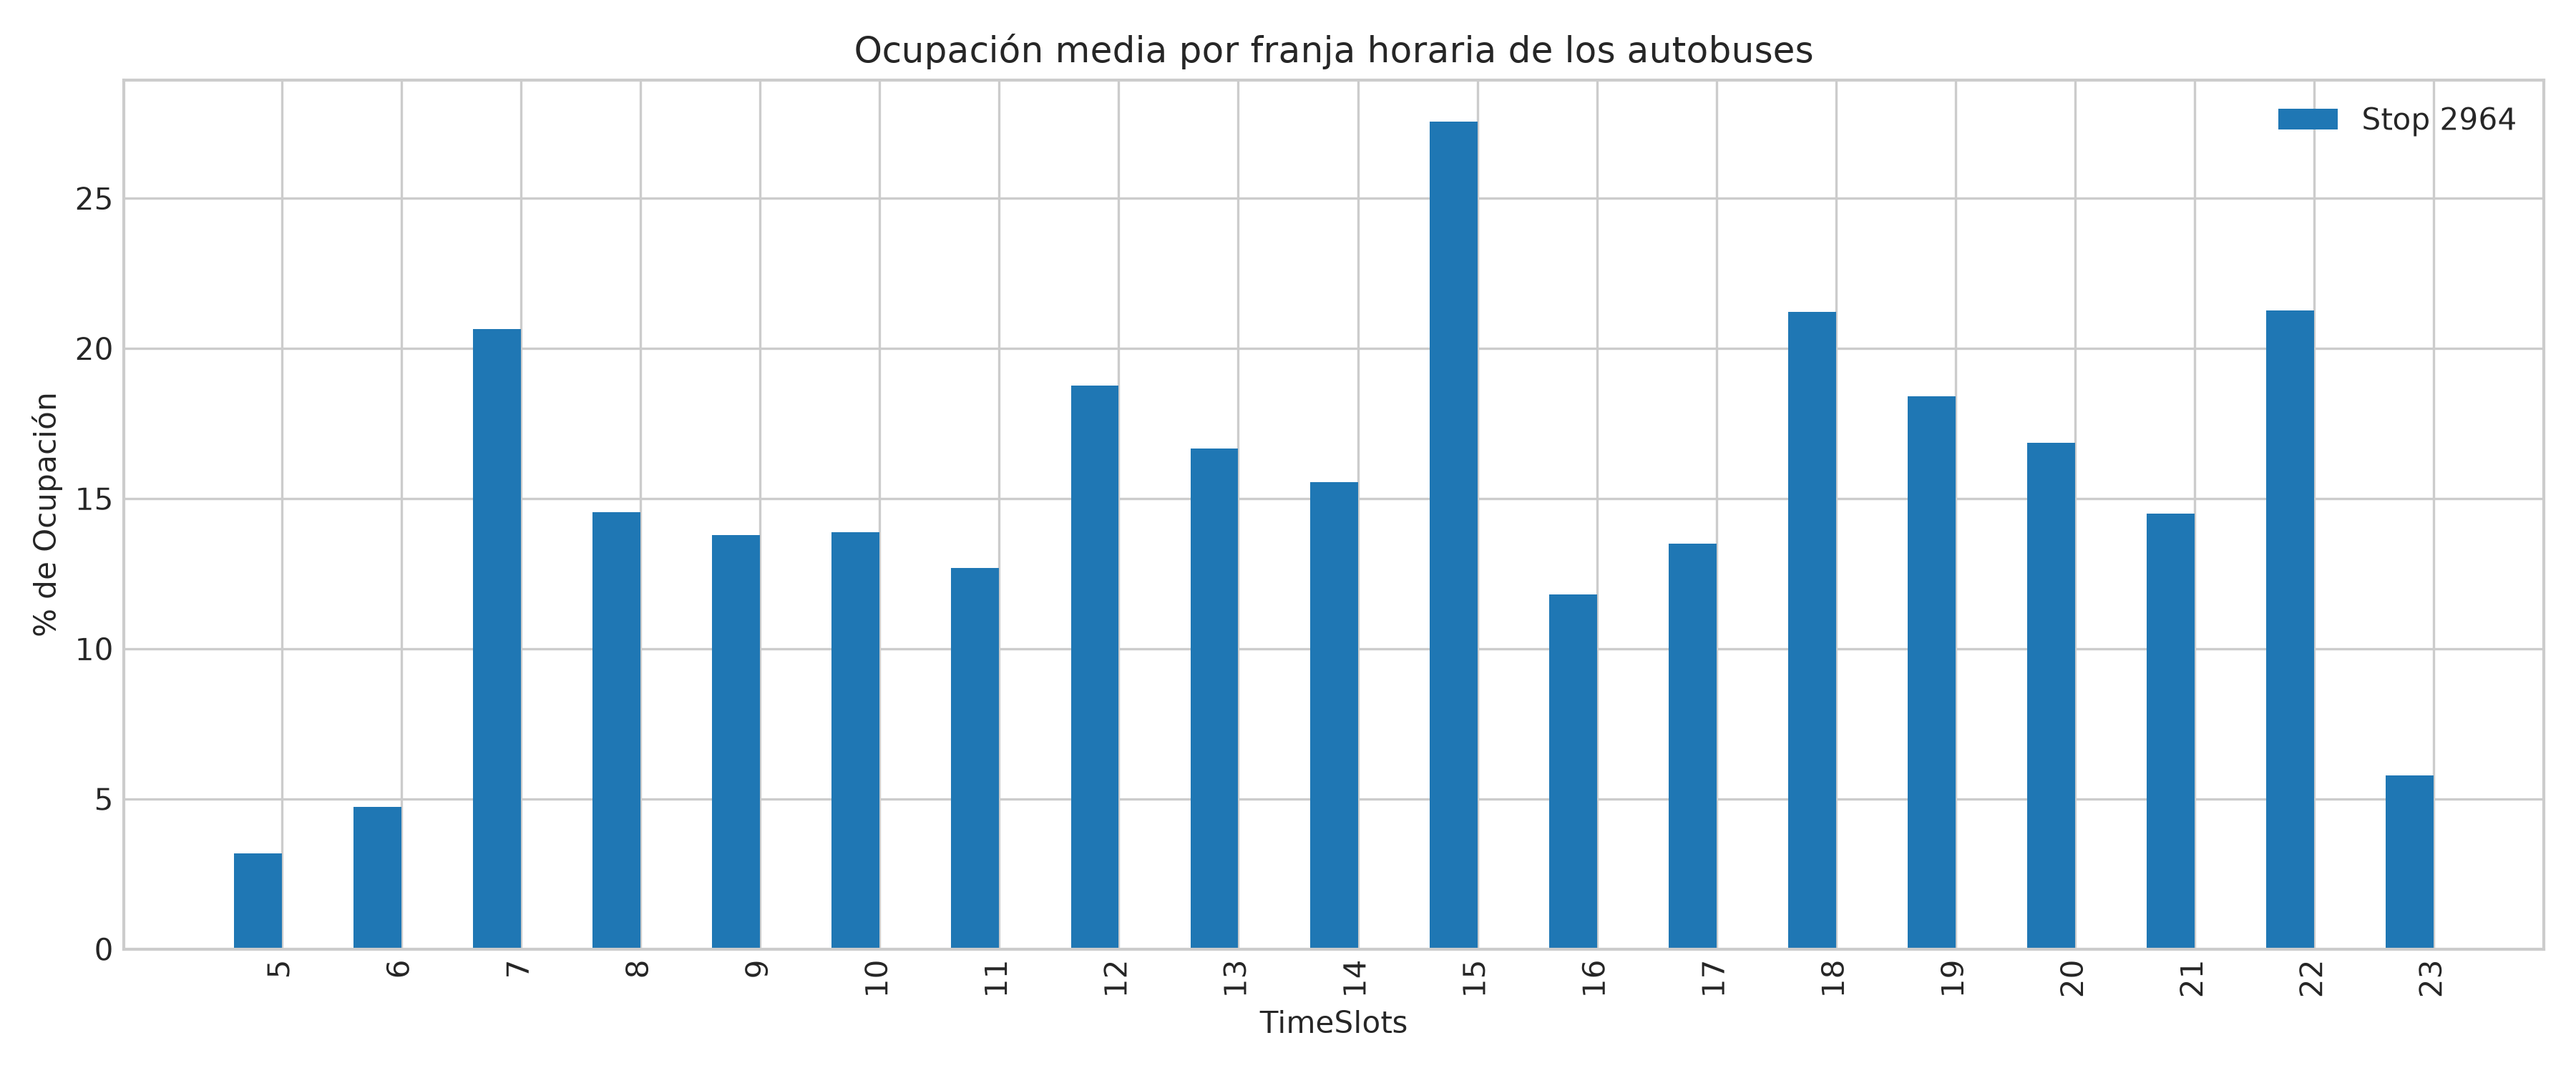 Ocupación media por franja horaria de los autobuses
Stop 2964
% de Ocupación
25
20
15
10
5
0
5 6 7 8 9 10 11 12 13 14 15 16 17 18 19 20 21 22 23
TimeSlots